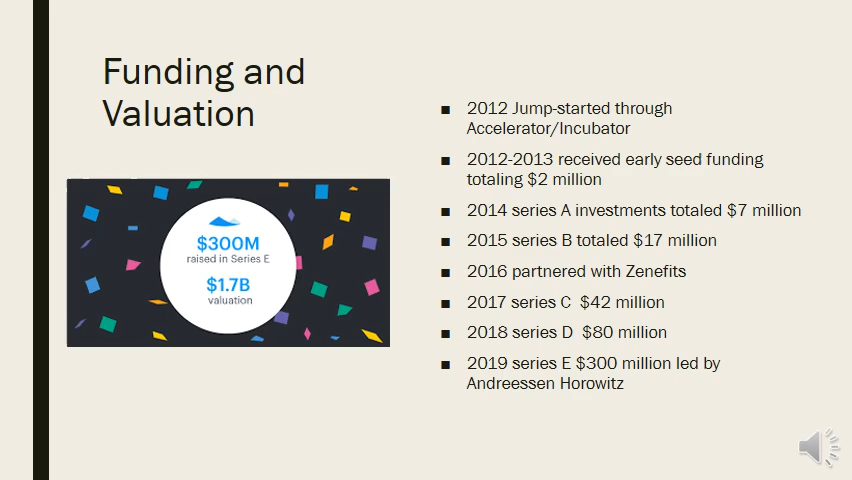 Funding and
Valuation
$300M
raised in Series E
$1.7B
valuation
■ 2012 Jump-started through
Accelerator/Incubator
■ 2012-2013 received early seed funding
totaling $2 million
■ 2014 series A investments totaled $7 million
■ 2015 series B totaled $17 million
■ 2016 partnered with Zenefits
■ 2017 series C  $42 million
■ 2018 series D  $80 million
■ 2019 series E $300 million led by
Andreessen Horowitz